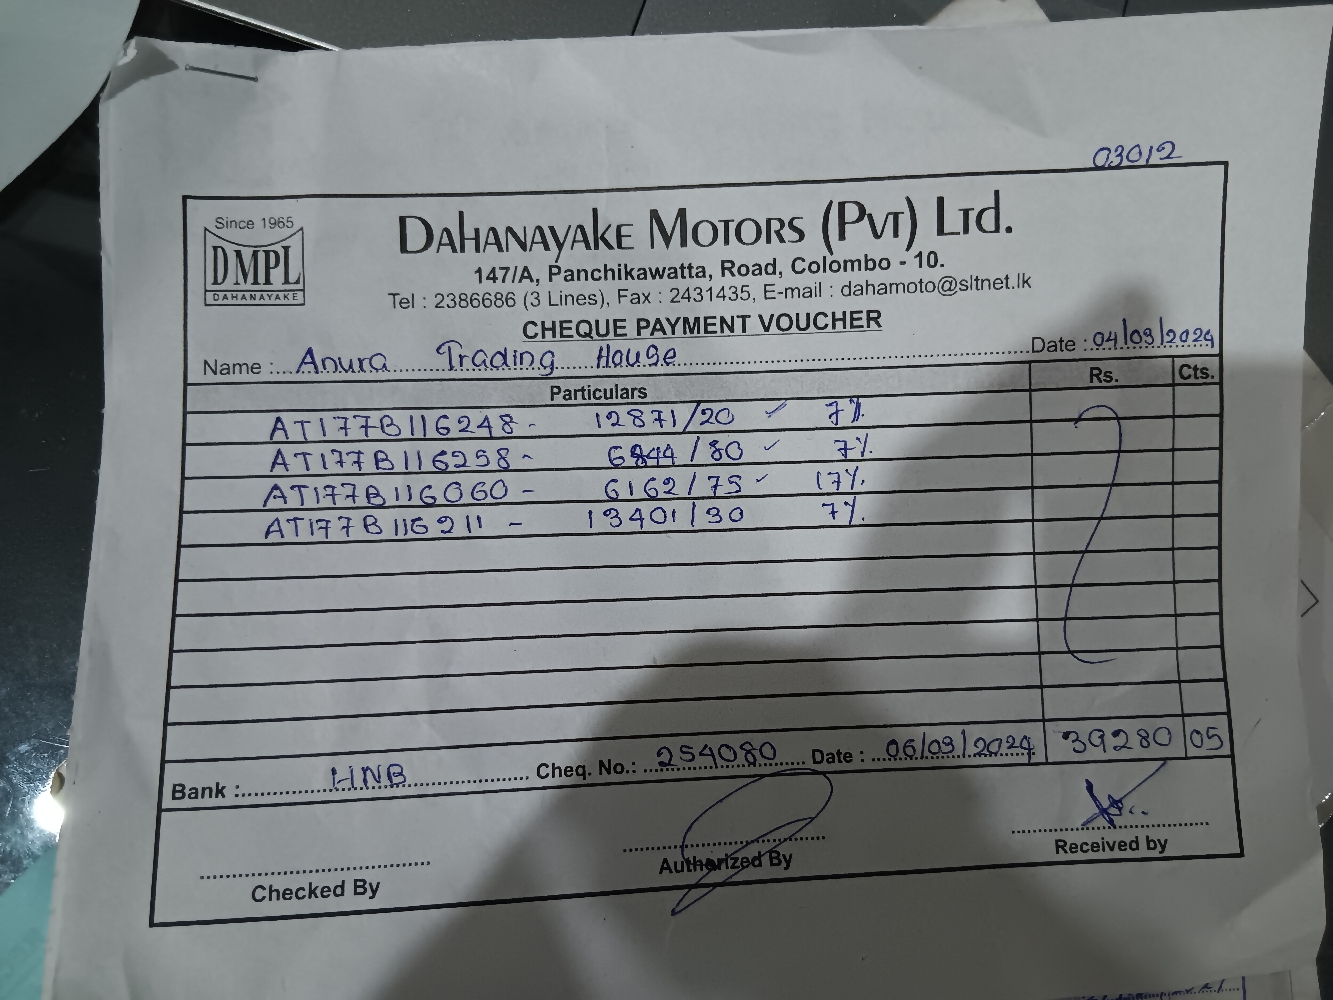 03012
Since 1965
DMPL
DAHANAYAKE
DAHANAYAKE MOTORS (PVT) LTD.
147/A, Panchikawatta, Road, Colombo - 10.
Tel : 2386686 (3 Lines), Fax : 2431435, E-mail : dahamoto@sltnet.lk
CHEQUE PAYMENT VOUCHER
Name : Anura Trading House Date : 04/03/2024
Particulars Rs. Cts.
AT177B116248 - 12871/20 ✓ 7%
AT177B116258 - 6844/80 ✓ 7%
AT177B116060 - 6162/75 ✓ 17%
AT177B116211 - 13401/30 7%
Bank : HNB Cheq. No.: 254080 Date : 06/03/2024 39280 05
Checked By Authorized By Received by